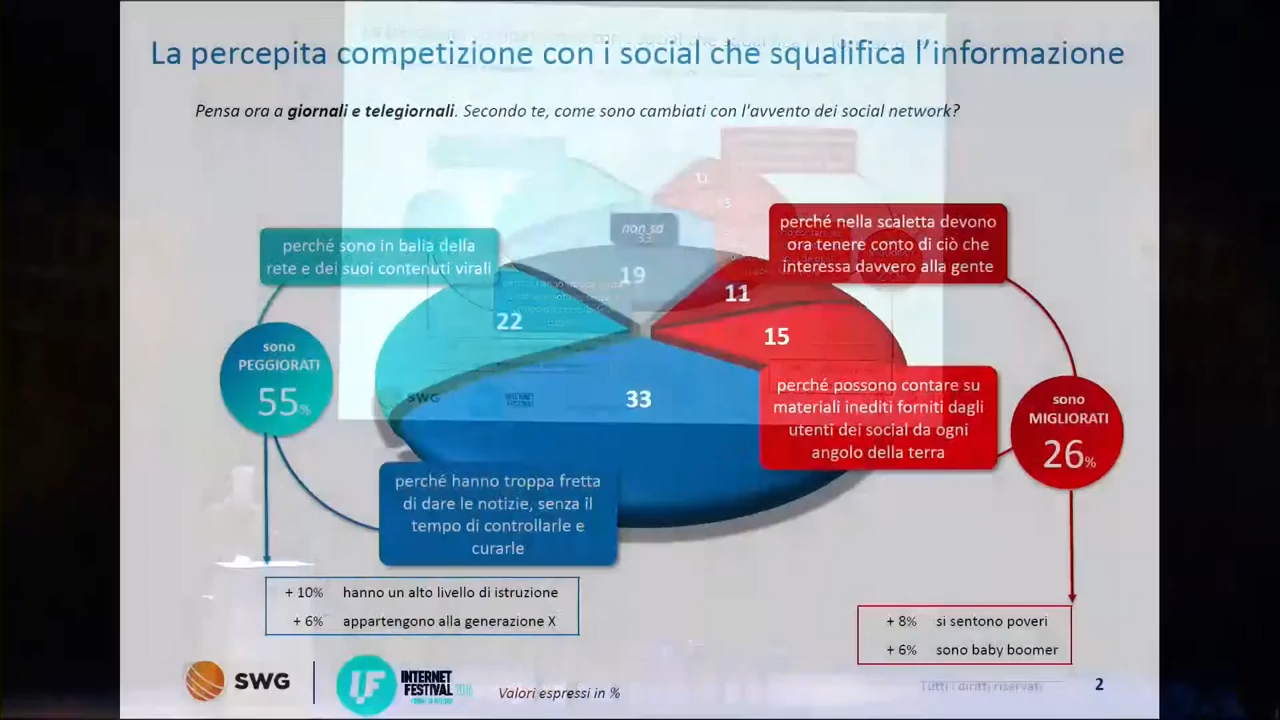 La percepita competizione con i social che squalifica l'informazione
Pensa ora a giornali e telegiornali. Secondo te, come sono cambiati con l'avvento dei social network?
perché sono in balia della
rete e dei suoi contenuti virali
non sa
perché nella scaletta devono
ora tenere conto di ciò che
interessa davvero alla gente
19
11
22
15
33
sono
PEGGIORATI
55%
perché possono contare su
materiali inediti forniti dagli
utenti dei social da ogni
angolo della terra
sono
MIGLIORATI
26%
perché hanno troppa fretta
di dare le notizie, senza il
tempo di controllarle e
curarle
+ 10% hanno un alto livello di istruzione
+ 6% appartengono alla generazione X
+ 8% si sentono poveri
+ 6% sono baby boomer
SWG
IF
INTERNET
FESTIVAL
Valori espressi in %
Tutti i diritti riservati
2